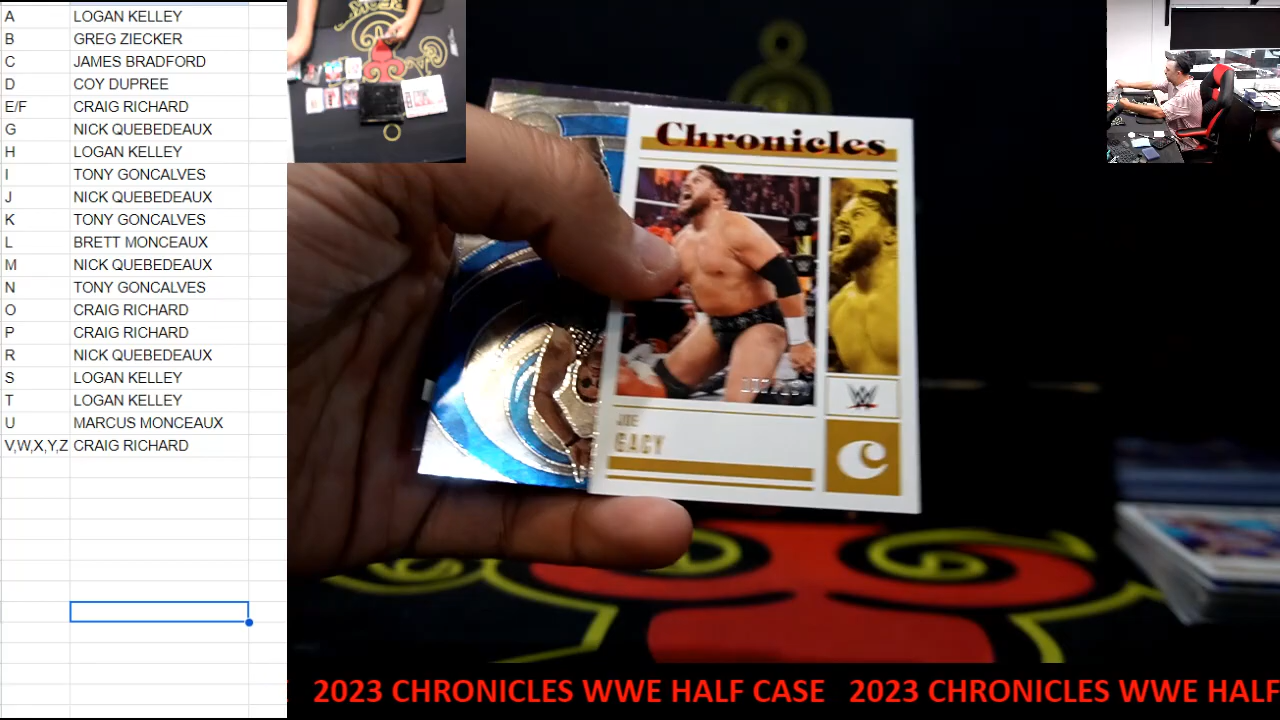 A LOGAN KELLEY
B GREG ZIECKER
C JAMES BRADFORD
D COY DUPREE
E/F CRAIG RICHARD
G NICK QUEBEDEAUX
H LOGAN KELLEY
I TONY GONCALVES
J NICK QUEBEDEAUX
K TONY GONCALVES
L BRETT MONCEAUX
M NICK QUEBEDEAUX
N TONY GONCALVES
O CRAIG RICHARD
P CRAIG RICHARD
R NICK QUEBEDEAUX
S LOGAN KELLEY
T LOGAN KELLEY
U MARCUS MONCEAUX
V,W,X,Y,Z CRAIG RICHARD
Chronicles
JOE
GACY
W
C
2023 CHRONICLES WWE HALF CASE 2023 CHRONICLES WWE HALF